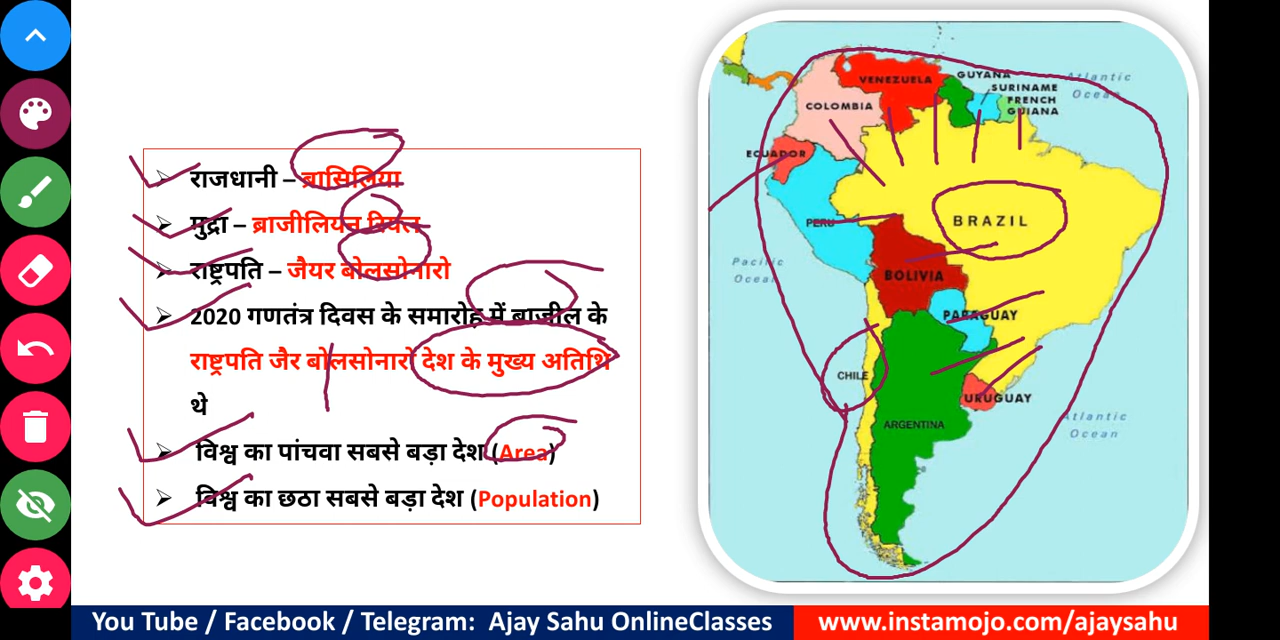 राजधानी – ब्रासिलिया
मुद्रा – ब्राजीलियन रियल
राष्ट्रपति – जैयर बोलसोनारो
2020 गणतंत्र दिवस के समारोह में बाजील के
राष्ट्रपति जैर बोलसोनारो देश के मुख्य अतिथि
थे
विश्व का पांचवा सबसे बड़ा देश (Area)
विश्व का छठा सबसे बड़ा देश (Population)
VENEZUELA
GUYANA
SURINAME
FRENCH
GUIANA
COLOMBIA
ECUADOR
PERU
BRAZIL
BOLIVIA
PARAGUAY
CHILE
URUGUAY
ARGENTINA
Atlantic
Ocean
Pacific
Ocean
Atlantic
Ocean
You Tube / Facebook / Telegram: Ajay Sahu OnlineClasses
www.instamojo.com/ajaysahu